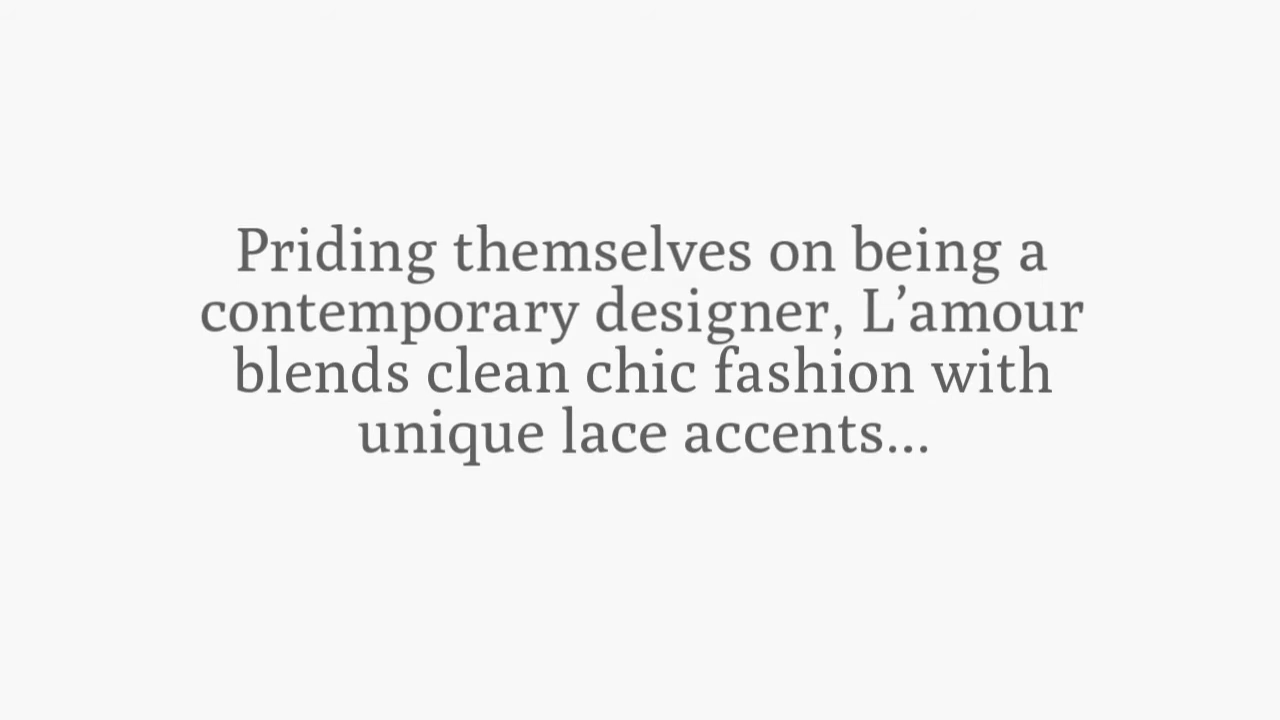 Priding themselves on being a
contemporary designer, L’amour
blends clean chic fashion with
unique lace accents...